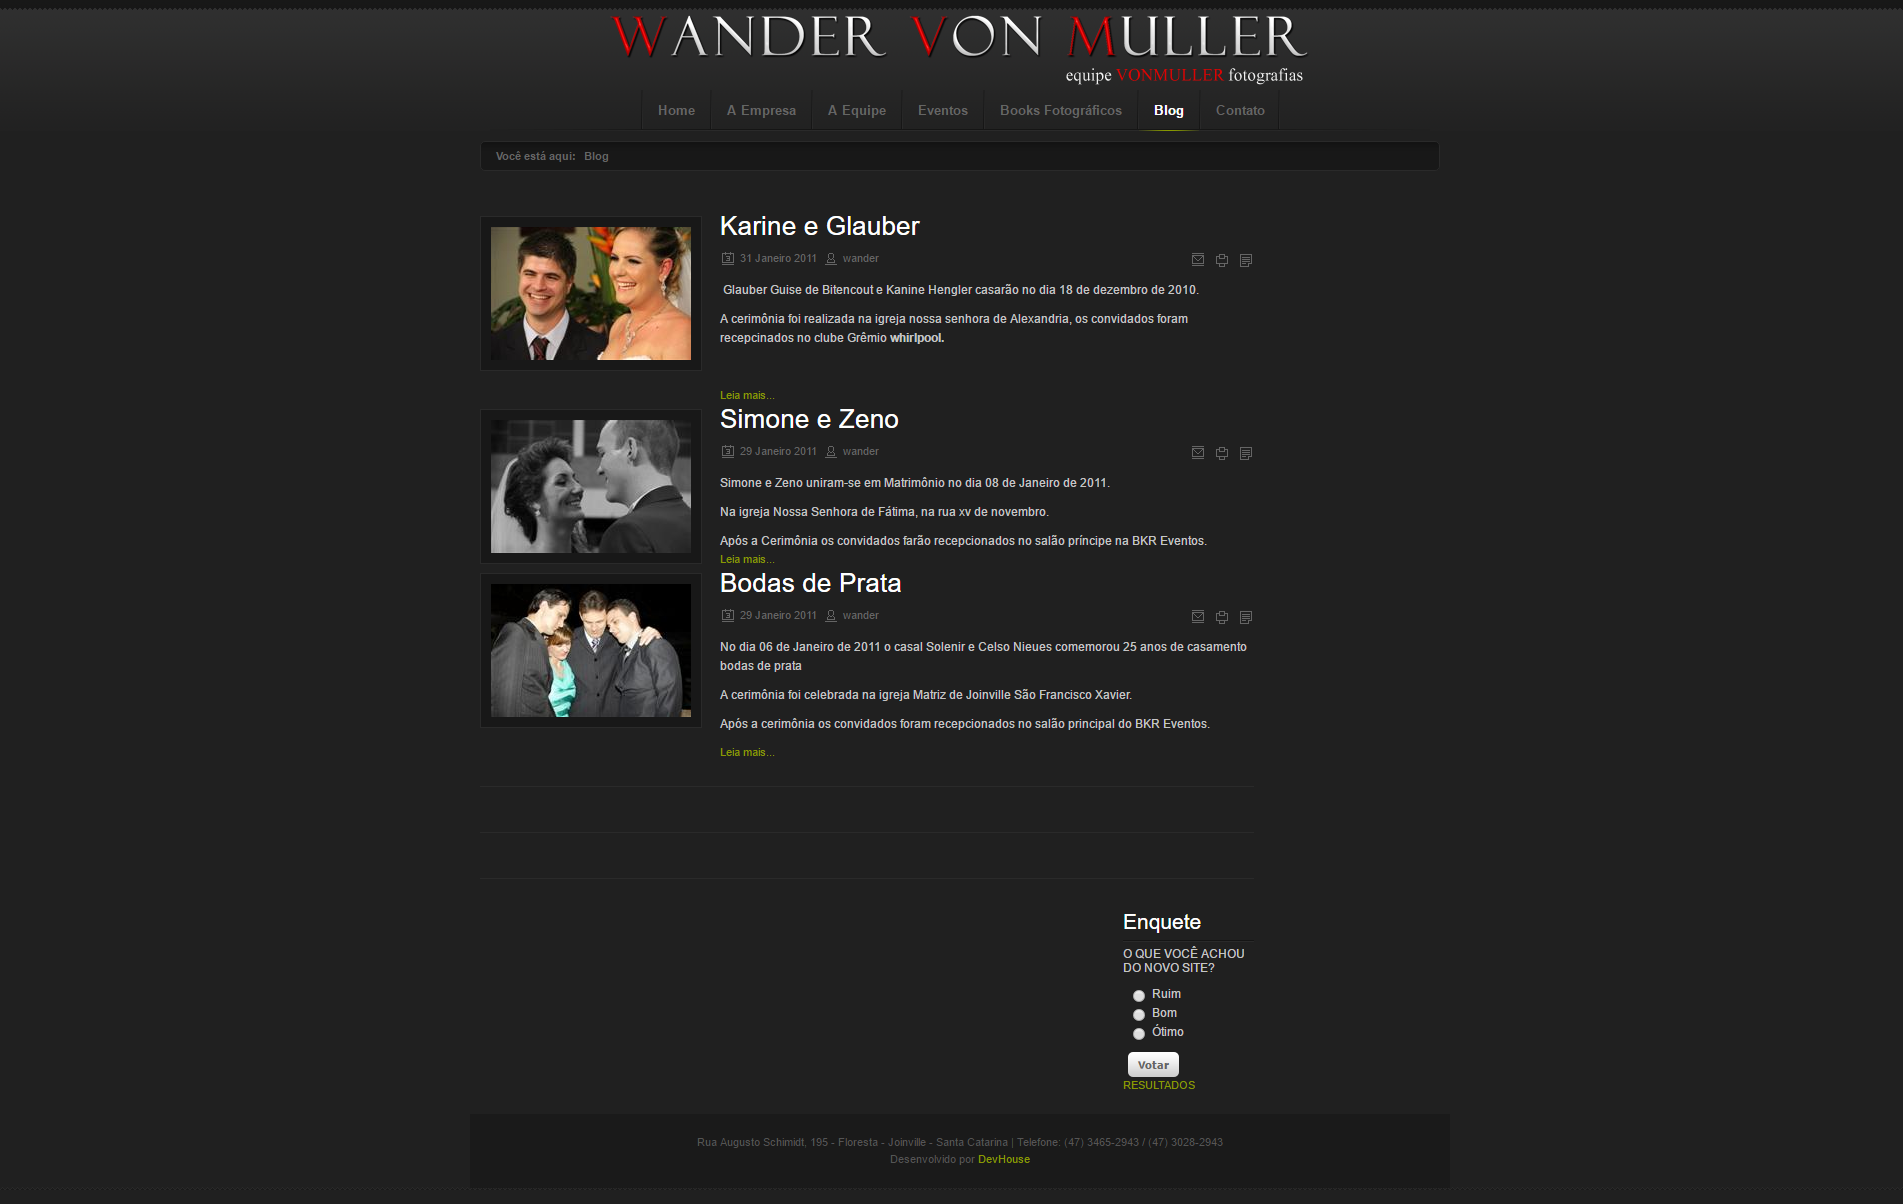 WANDER VON MULLER
equipe VONMULLER fotografias
Home A Empresa A Equipe Eventos Books Fotográficos Blog Contato
Você está aqui: Blog
Karine e Glauber
31 Janeiro 2011 wander
Glauber Guise de Bitencout e Kanine Hengler casarão no dia 18 de dezembro de 2010.
A cerimônia foi realizada na igreja nossa senhora de Alexandria, os convidados foram
recepcinados no clube Grêmio whirlpool.
Leia mais...
Simone e Zeno
29 Janeiro 2011 wander
Simone e Zeno uniram-se em Matrimônio no dia 08 de Janeiro de 2011.
Na igreja Nossa Senhora de Fátima, na rua xv de novembro.
Após a Cerimônia os convidados farão recepcionados no salão príncipe na BKR Eventos.
Leia mais...
Bodas de Prata
29 Janeiro 2011 wander
No dia 06 de Janeiro de 2011 o casal Solenir e Celso Nieues comemorou 25 anos de casamento
bodas de prata
A cerimônia foi celebrada na igreja Matriz de Joinville São Francisco Xavier.
Após a cerimônia os convidados foram recepcionados no salão principal do BKR Eventos.
Leia mais...
Enquete
O QUE VOCÊ ACHOU
DO NOVO SITE?
Ruim
Bom
Ótimo
Votar
RESULTADOS
Rua Augusto Schimidt, 195 - Floresta - Joinville - Santa Catarina | Telefone: (47) 3465-2943 / (47) 3028-2943
Desenvolvido por DevHouse